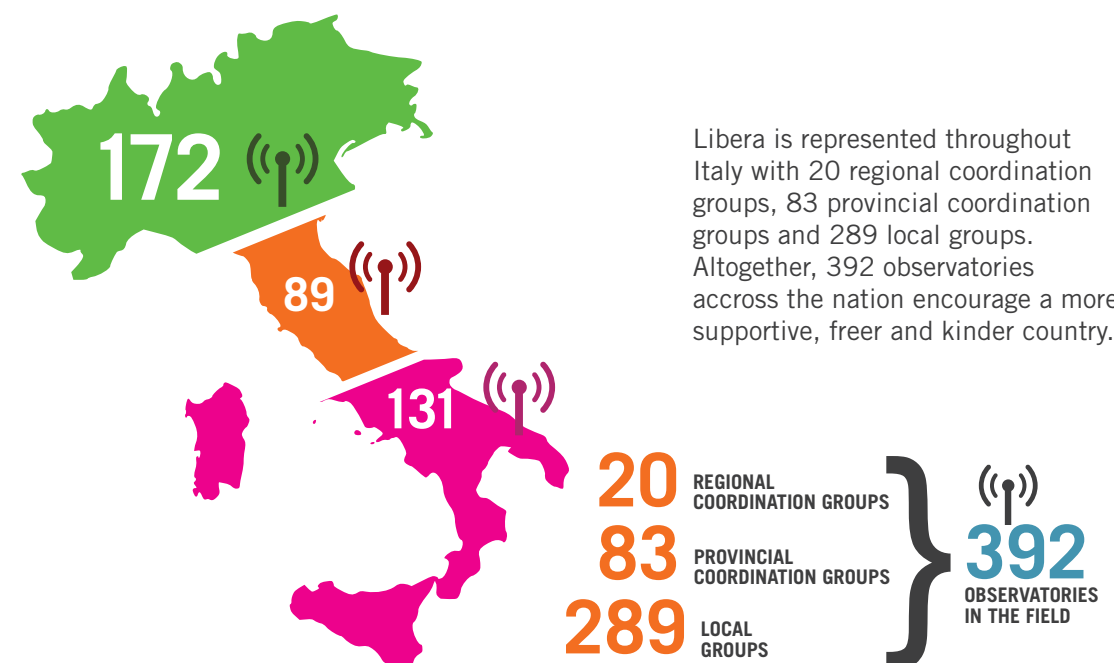 172
89
131
Libera is represented throughout
Italy with 20 regional coordination
groups, 83 provincial coordination
groups and 289 local groups.
Altogether, 392 observatories
accross the nation encourage a more
supportive, freer and kinder country.
20 REGIONAL
COORDINATION GROUPS
83 PROVINCIAL
COORDINATION GROUPS
289 LOCAL
GROUPS
392
OBSERVATORIES
IN THE FIELD